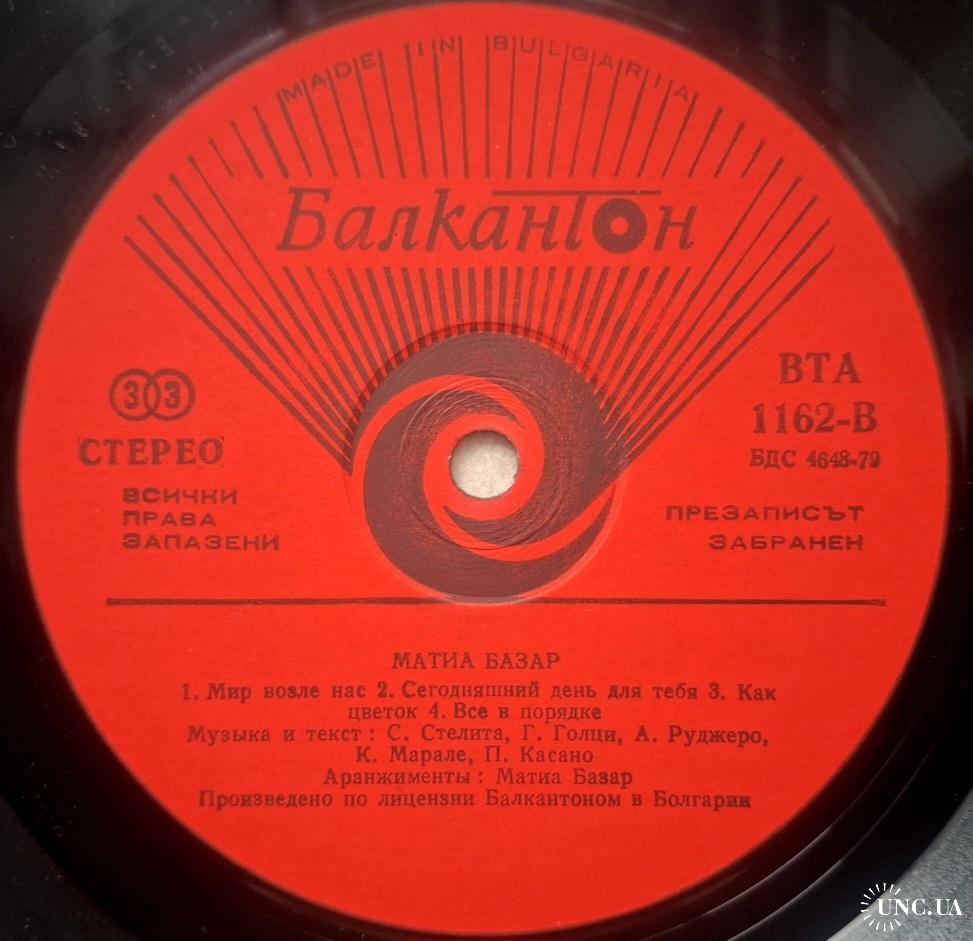 MADE IN BULGARIA
Балкантон
33
СТЕРЕО
ВСИЧКИ
ПРАВА
ЗАПАЗЕНИ
ВТА
1162-В
БДС 4648-79
ПРЕЗАПИСЪТ
ЗАБРАНЕН
МАТИА БАЗАР
1. Мир возле нас 2. Сегодняшний день для тебя 3. Как
цветок 4. Все в порядке
Музыка и текст : С. Стелита, Г. Голци, А. Руджеро,
К. Марале, П. Касано
Аранжименты : Матиа Базар
Произведено по лицензии Балкантоном в Болгарии
UNC.UA